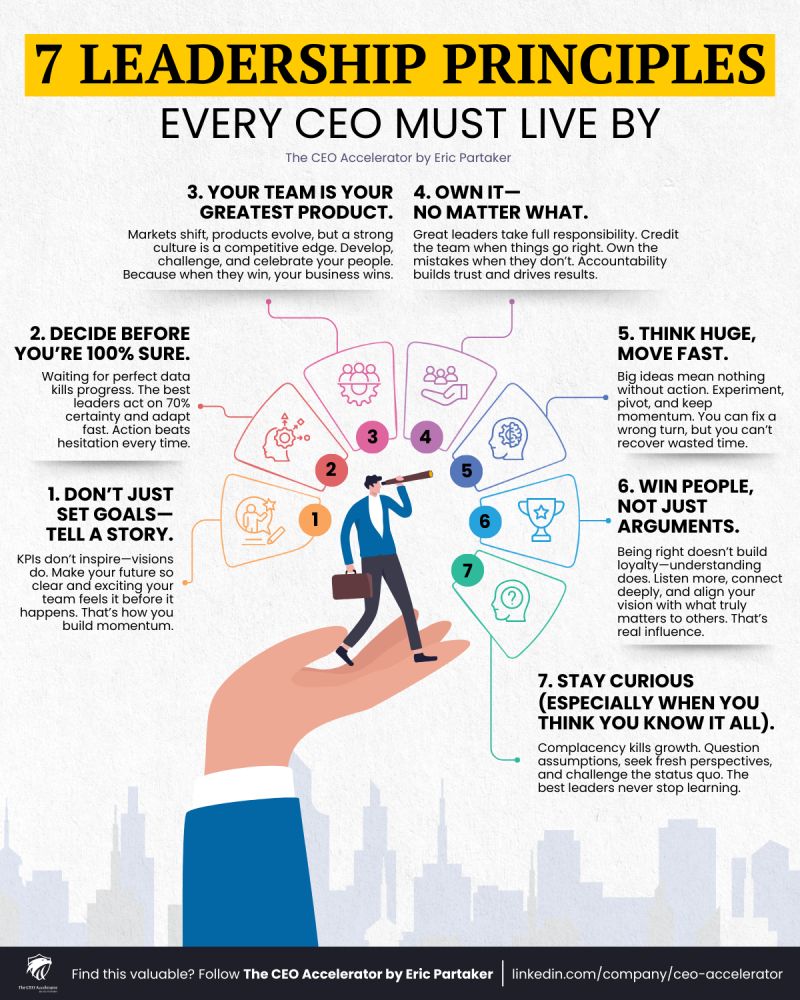 7 LEADERSHIP PRINCIPLES
EVERY CEO MUST LIVE BY
The CEO Accelerator by Eric Partaker
1. DON'T JUST
SET GOALS—
TELL A STORY.
KPIs don't inspire—visions
do. Make your future so
clear and exciting your
team feels it before it
happens. That's how you
build momentum.
2. DECIDE BEFORE
YOU'RE 100% SURE.
Waiting for perfect data
kills progress. The best
leaders act on 70%
certainty and adapt
fast. Action beats
hesitation every time.
3. YOUR TEAM IS YOUR
GREATEST PRODUCT.
Markets shift, products evolve, but a strong
culture is a competitive edge. Develop,
challenge, and celebrate your people.
Because when they win, your business wins.
4. OWN IT—
NO MATTER WHAT.
Great leaders take full responsibility. Credit
the team when things go right. Own the
mistakes when they don't. Accountability
builds trust and drives results.
5. THINK HUGE,
MOVE FAST.
Big ideas mean nothing
without action. Experiment,
pivot, and keep
momentum. You can fix a
wrong turn, but you can't
recover wasted time.
6. WIN PEOPLE,
NOT JUST
ARGUMENTS.
Being right doesn't build
loyalty—understanding
does. Listen more, connect
deeply, and align your
vision with what truly
matters to others. That's
real influence.
7. STAY CURIOUS
(ESPECIALLY WHEN YOU
THINK YOU KNOW IT ALL).
Complacency kills growth. Question
assumptions, seek fresh perspectives,
and challenge the status quo. The
best leaders never stop learning.
1
2
3
4
5
6
7
?
The CEO Accelerator
Find this valuable? Follow The CEO Accelerator by Eric Partaker
linkedin.com/company/ceo-accelerator